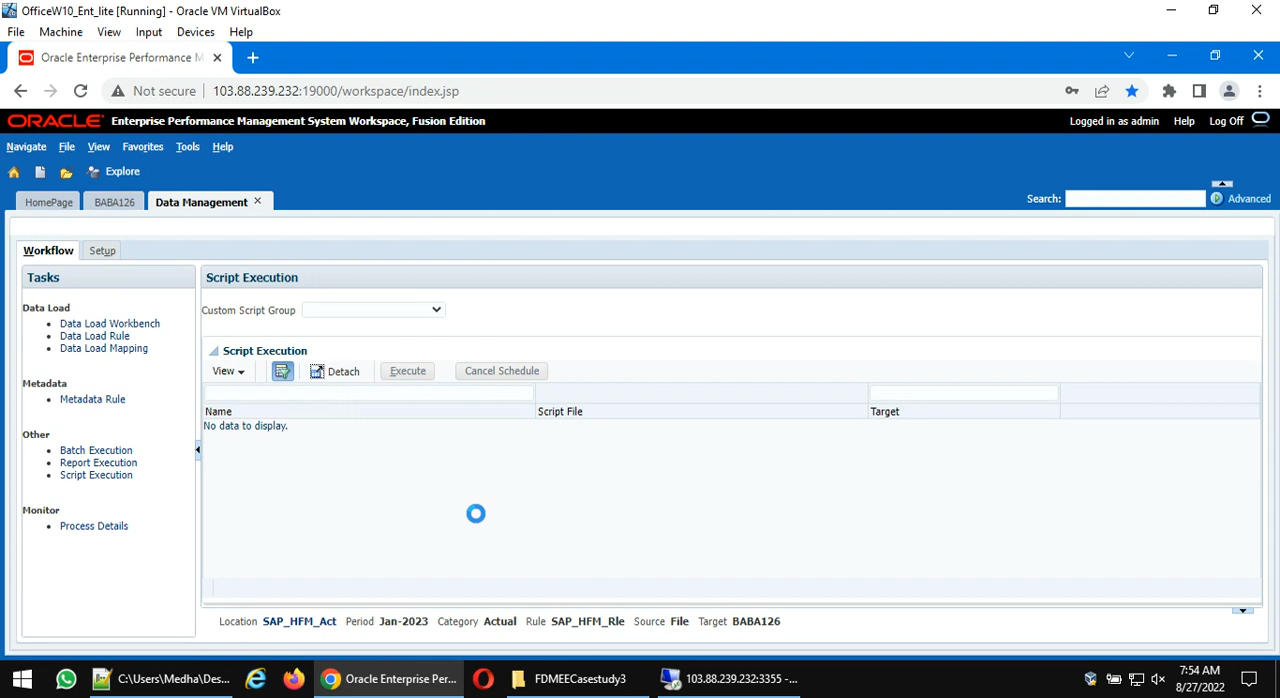 OfficeW10_Ent_lite [Running] - Oracle VM VirtualBox
File Machine View Input Devices Help
Oracle Enterprise Performance M
Not secure 103.88.239.232:19000/workspace/index.jsp
ORACLE Enterprise Performance Management System Workspace, Fusion Edition Logged in as admin Help Log Off
Navigate File View Favorites Tools Help
Explore
HomePage BABA126 Data Management Search: Advanced
Workflow Setup
Tasks
Data Load
Data Load Workbench
Data Load Rule
Data Load Mapping
Metadata
Metadata Rule
Other
Batch Execution
Report Execution
Script Execution
Monitor
Process Details
Script Execution
Custom Script Group
Script Execution
View Detach Execute Cancel Schedule
Name Script File Target
No data to display.
Location SAP_HFM_Act Period Jan-2023 Category Actual Rule SAP_HFM_Rle Source File Target BABA126
C:\Users\Medha\Des... Oracle Enterprise Per... FDMEECasestudy3 103.88.239.232:3355 -...
7:54 AM
8/27/2022